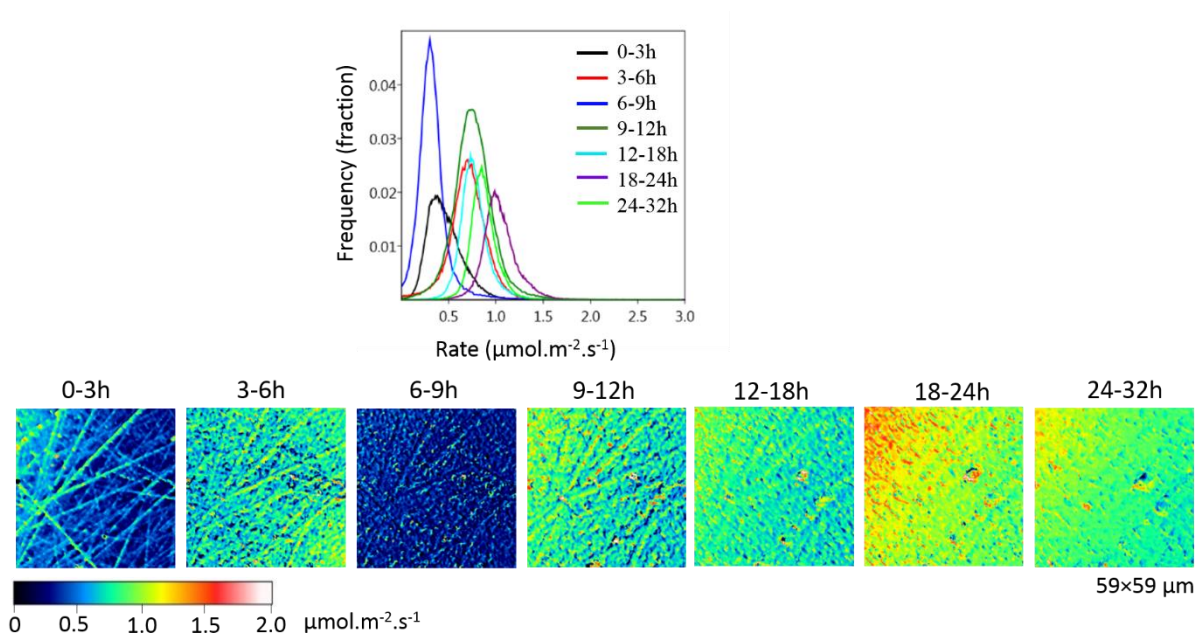 Frequency (fraction)
0.04
0.03
0.02
0.01
0-3h
3-6h
6-9h
9-12h
12-18h
18-24h
24-32h
0.5 1.0 1.5 2.0 2.5 3.0
Rate (µmol.m⁻².s⁻¹)
0-3h 3-6h 6-9h 9-12h 12-18h 18-24h 24-32h
59×59 µm
0 0.5 1.0 1.5 2.0 µmol.m⁻².s⁻¹